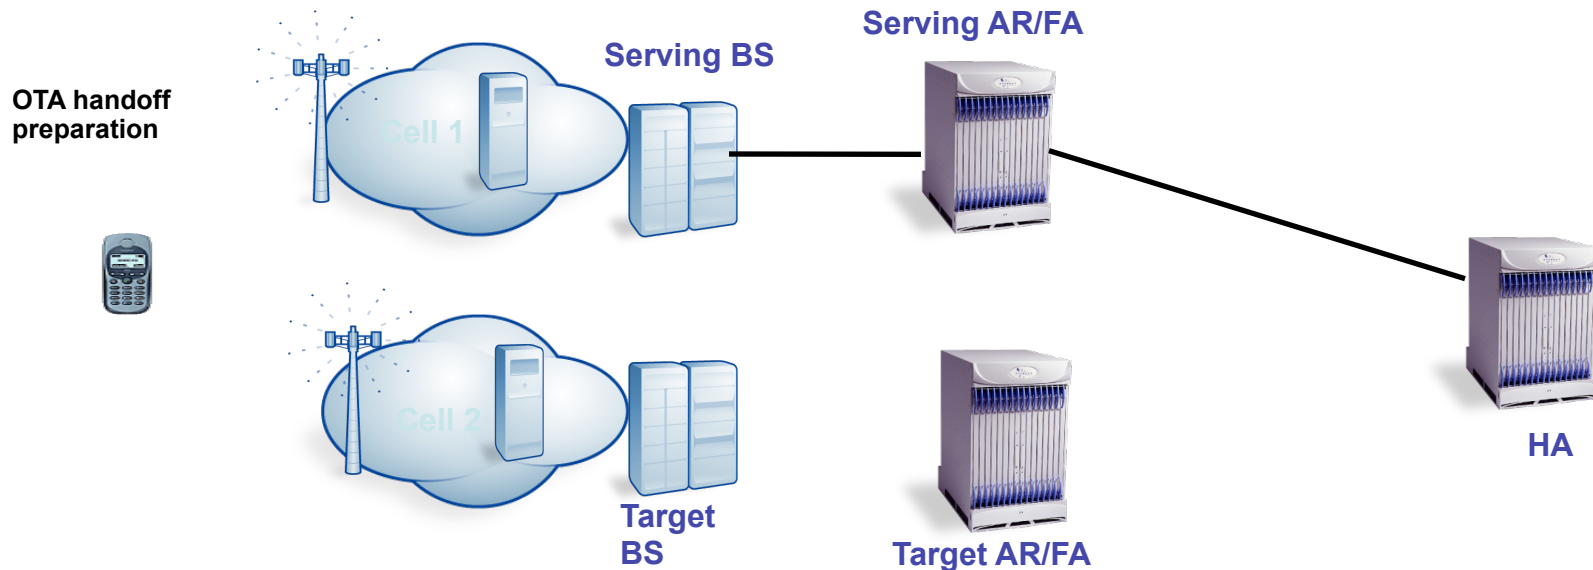 Serving AR/FA
Serving BS
OTA handoff
preparation
Cell 1
Cell 2
HA
Target
BS
Target AR/FA